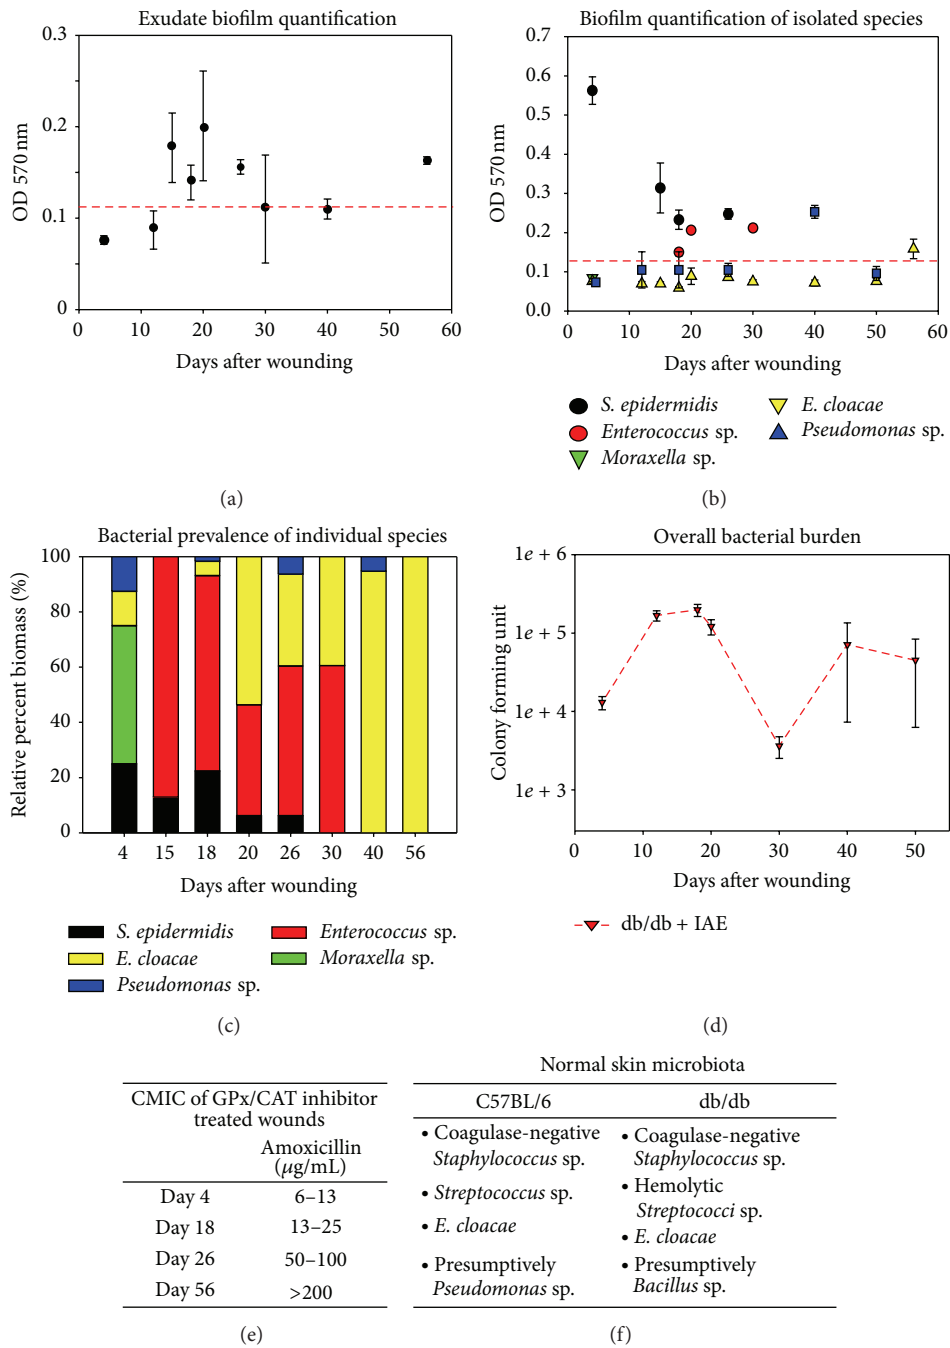 Exudate biofilm quantification
0.3
0.2
0.1
0
OD 570 nm
0 10 20 30 40 50 60
Days after wounding
(a)
Biofilm quantification of isolated species
0.7
0.6
0.5
0.4
0.3
0.2
0.1
0.0
OD 570 nm
0 10 20 30 40 50 60
Days after wounding
S. epidermidis
Enterococcus sp.
Moraxella sp.
E. cloacae
Pseudomonas sp.
(b)
Bacterial prevalence of individual species
100
80
60
40
20
0
Relative percent biomass (%)
4 15 18 20 26 30 40 56
Days after wounding
S. epidermidis
E. cloacae
Pseudomonas sp.
Enterococcus sp.
Moraxella sp.
(c)
Overall bacterial burden
1e + 6
1e + 5
1e + 4
1e + 3
Colony forming unit
0 10 20 30 40 50
Days after wounding
db/db + IAE
(d)
CMIC of GPx/CAT inhibitor
treated wounds
Amoxicillin
(μg/mL)
Day 4 6–13
Day 18 13–25
Day 26 50–100
Day 56 >200
(e)
Normal skin microbiota
C57BL/6
• Coagulase-negative
Staphylococcus sp.
• Streptococcus sp.
• E. cloacae
• Presumptively
Pseudomonas sp.
db/db
• Coagulase-negative
Staphylococcus sp.
• Hemolytic
Streptococci sp.
• E. cloacae
• Presumptively
Bacillus sp.
(f)